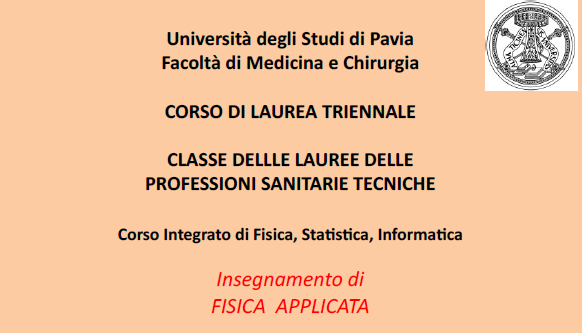 Università degli Studi di Pavia
Facoltà di Medicina e Chirurgia
CORSO DI LAUREA TRIENNALE
CLASSE DELLLE LAUREE DELLE
PROFESSIONI SANITARIE TECNICHE
Corso Integrato di Fisica, Statistica, Informatica
Insegnamento di
FISICA APPLICATA